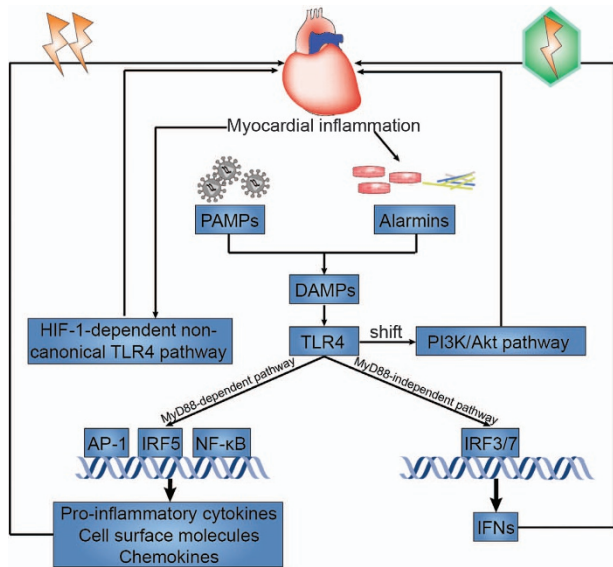 Myocardial inflammation
PAMPs
Alarmins
DAMPs
HIF-1-dependent non-
canonical TLR4 pathway
TLR4
shift
PI3K/Akt pathway
MyD88-dependent pathway
MyD88-independent pathway
AP-1
IRF5
NF-κB
IRF3/7
Pro-inflammatory cytokines
Cell surface molecules
Chemokines
IFNs